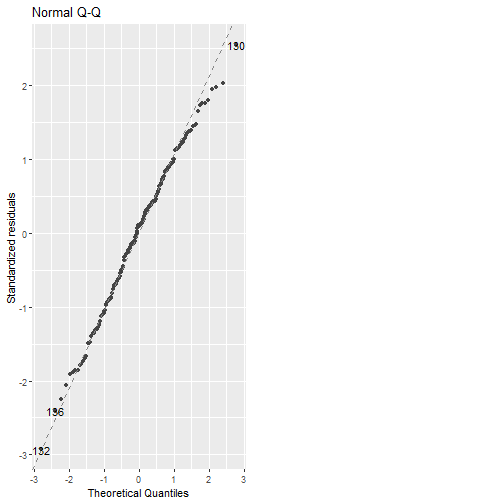 Normal Q-Q
130
2
1
0
-1
-2
-3
Standardized residuals
136
132
-3 -2 -1 0 1 2 3
Theoretical Quantiles